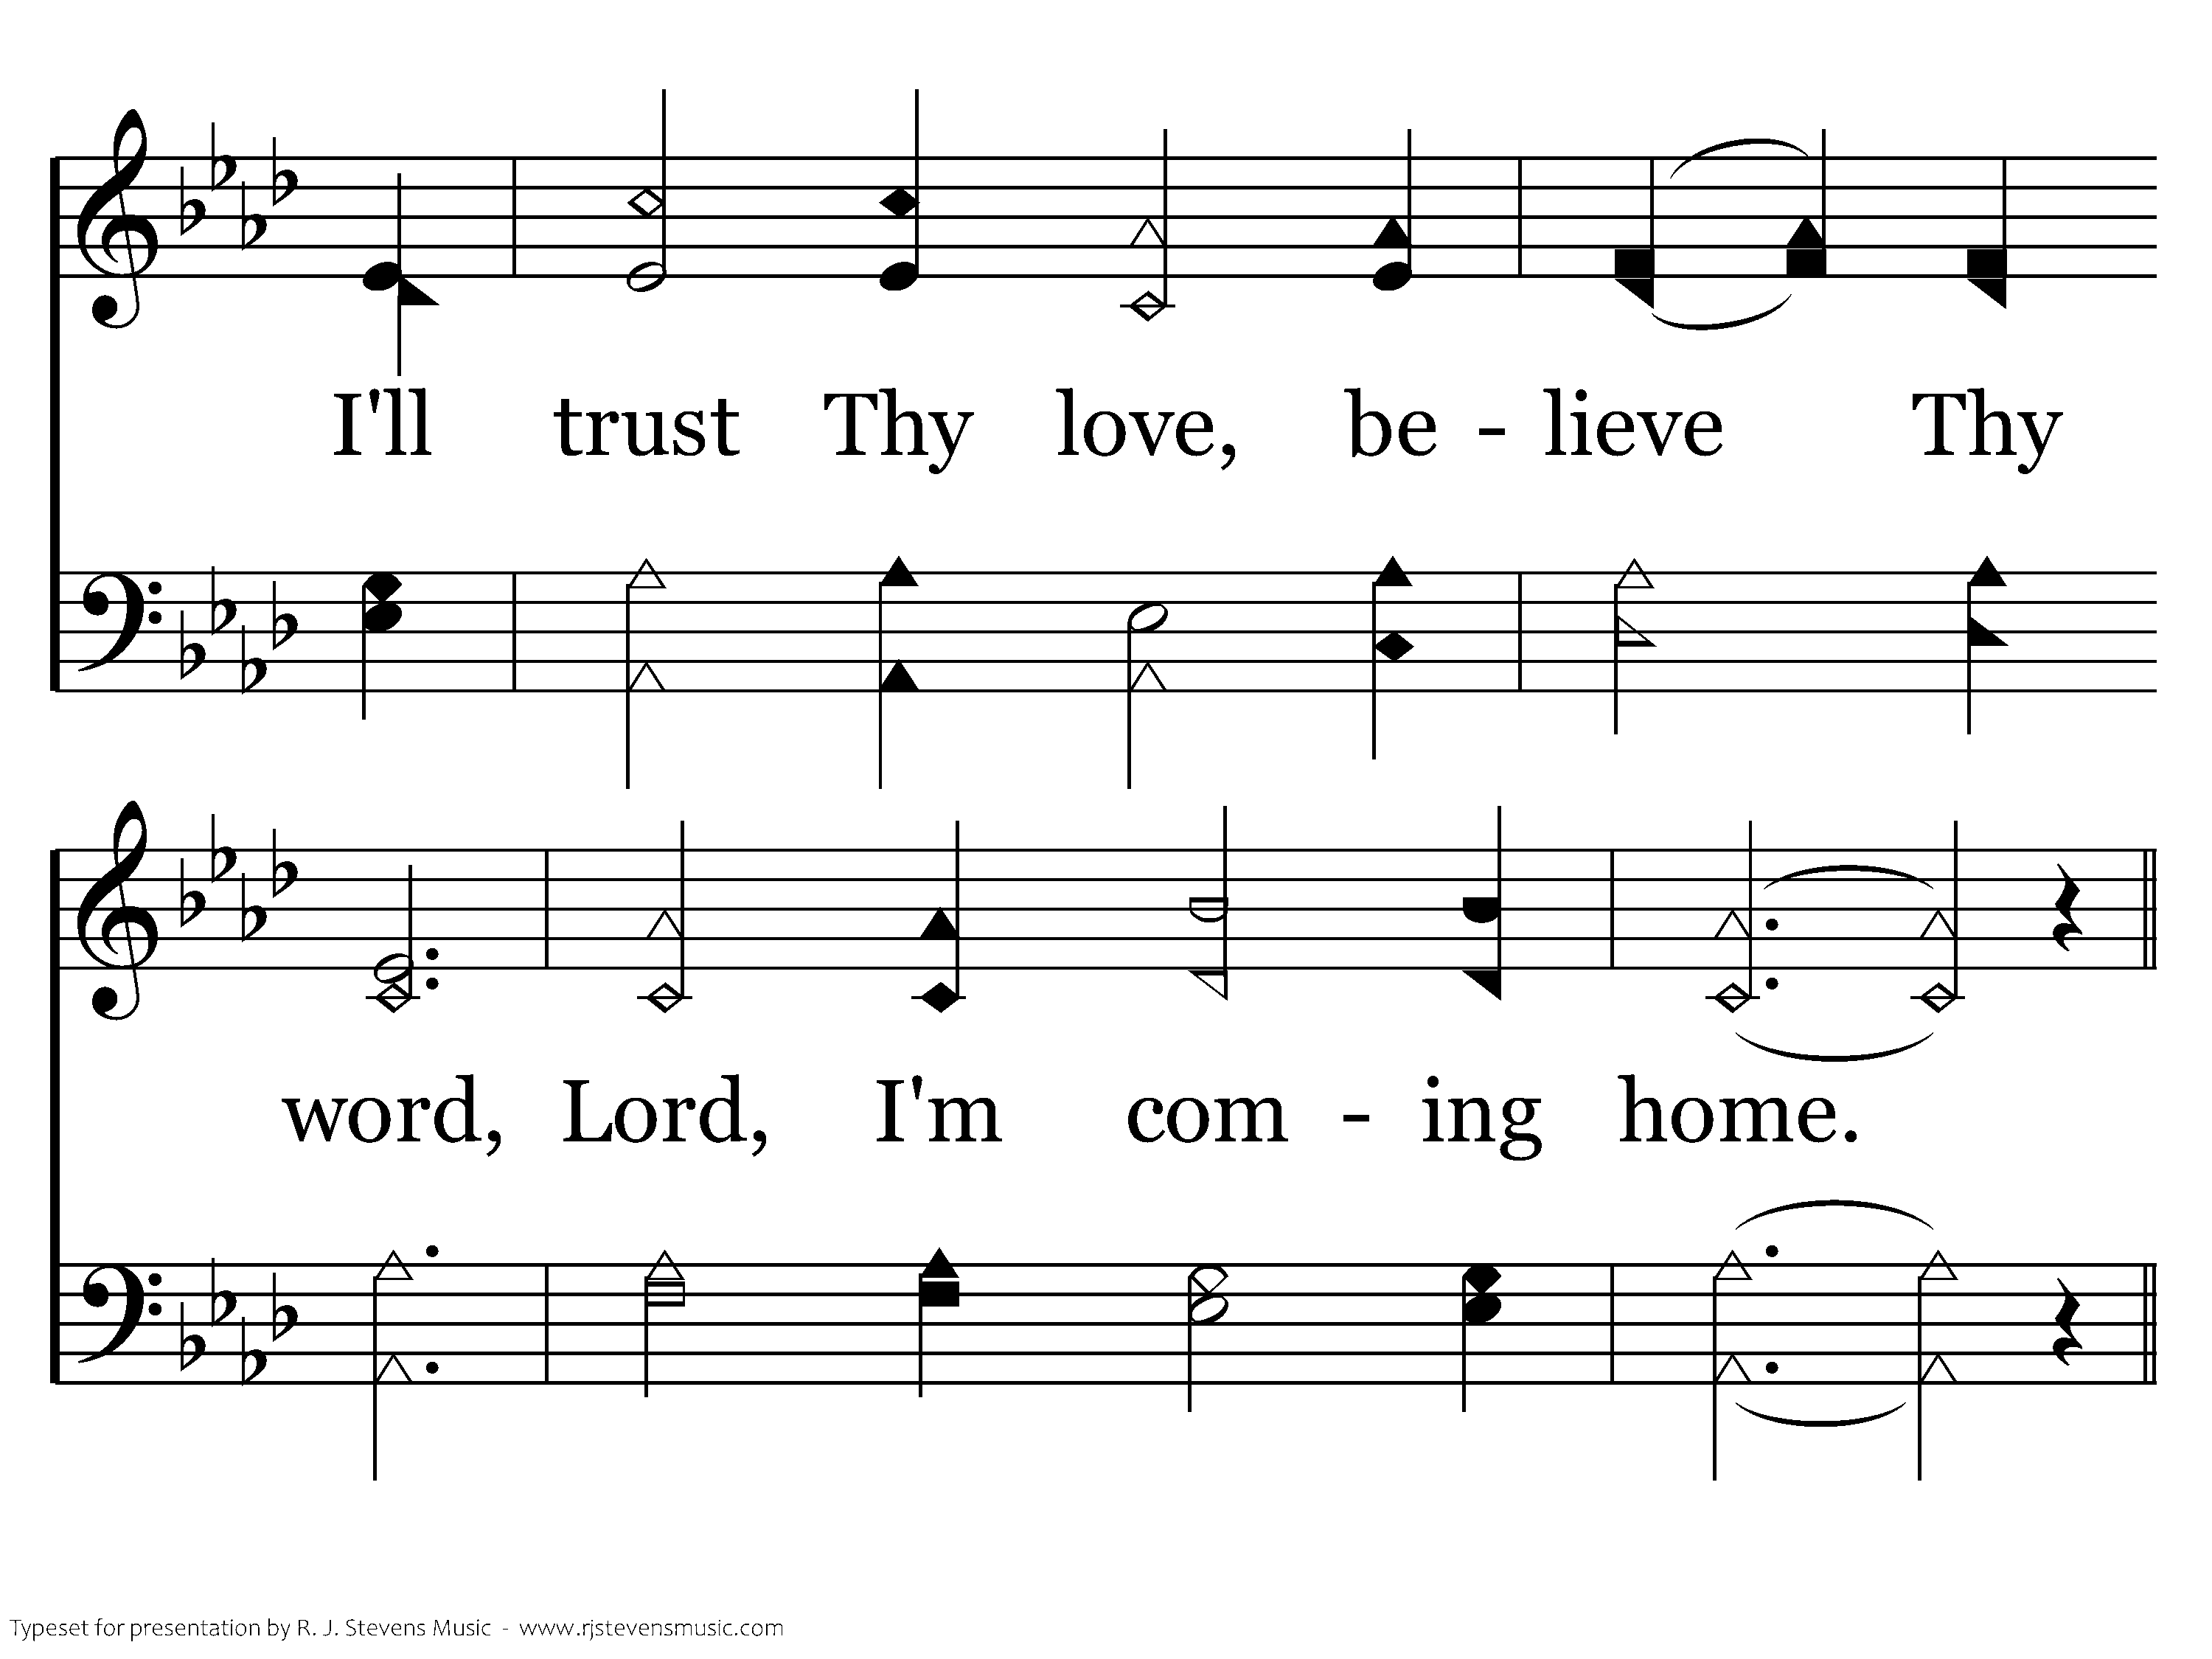 I'll trust Thy love, be - lieve Thy
word, Lord, I'm com - ing home.
Typeset for presentation by R. J. Stevens Music - www.rjstevensmusic.com